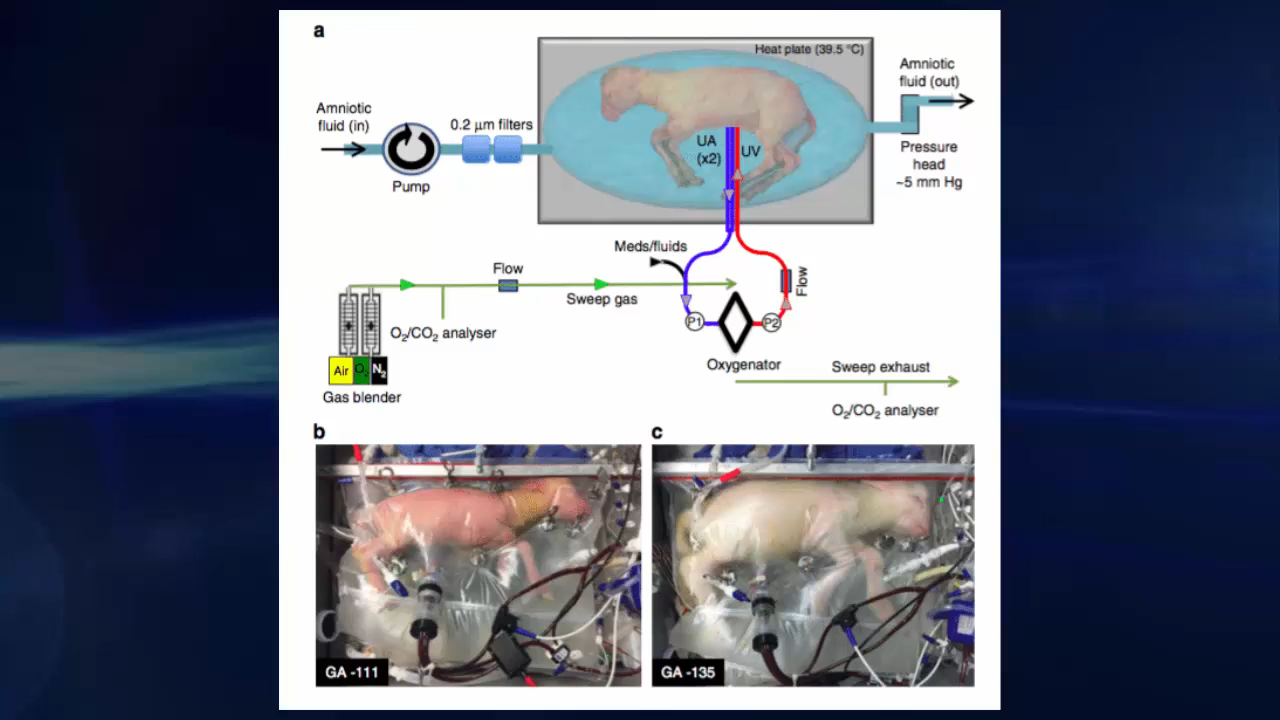 a
Heat plate (39.5 °C)
Amniotic
fluid (in)
Pump
0.2 μm filters
UA
(x2)
UV
Amniotic
fluid (out)
Pressure
head
~5 mm Hg
Meds/fluids
Flow
Flow
Sweep gas
O₂/CO₂ analyser
P1
P2
Oxygenator
Air
O₂
N₂
Gas blender
Sweep exhaust
O₂/CO₂ analyser
b
c
GA -111
GA -135